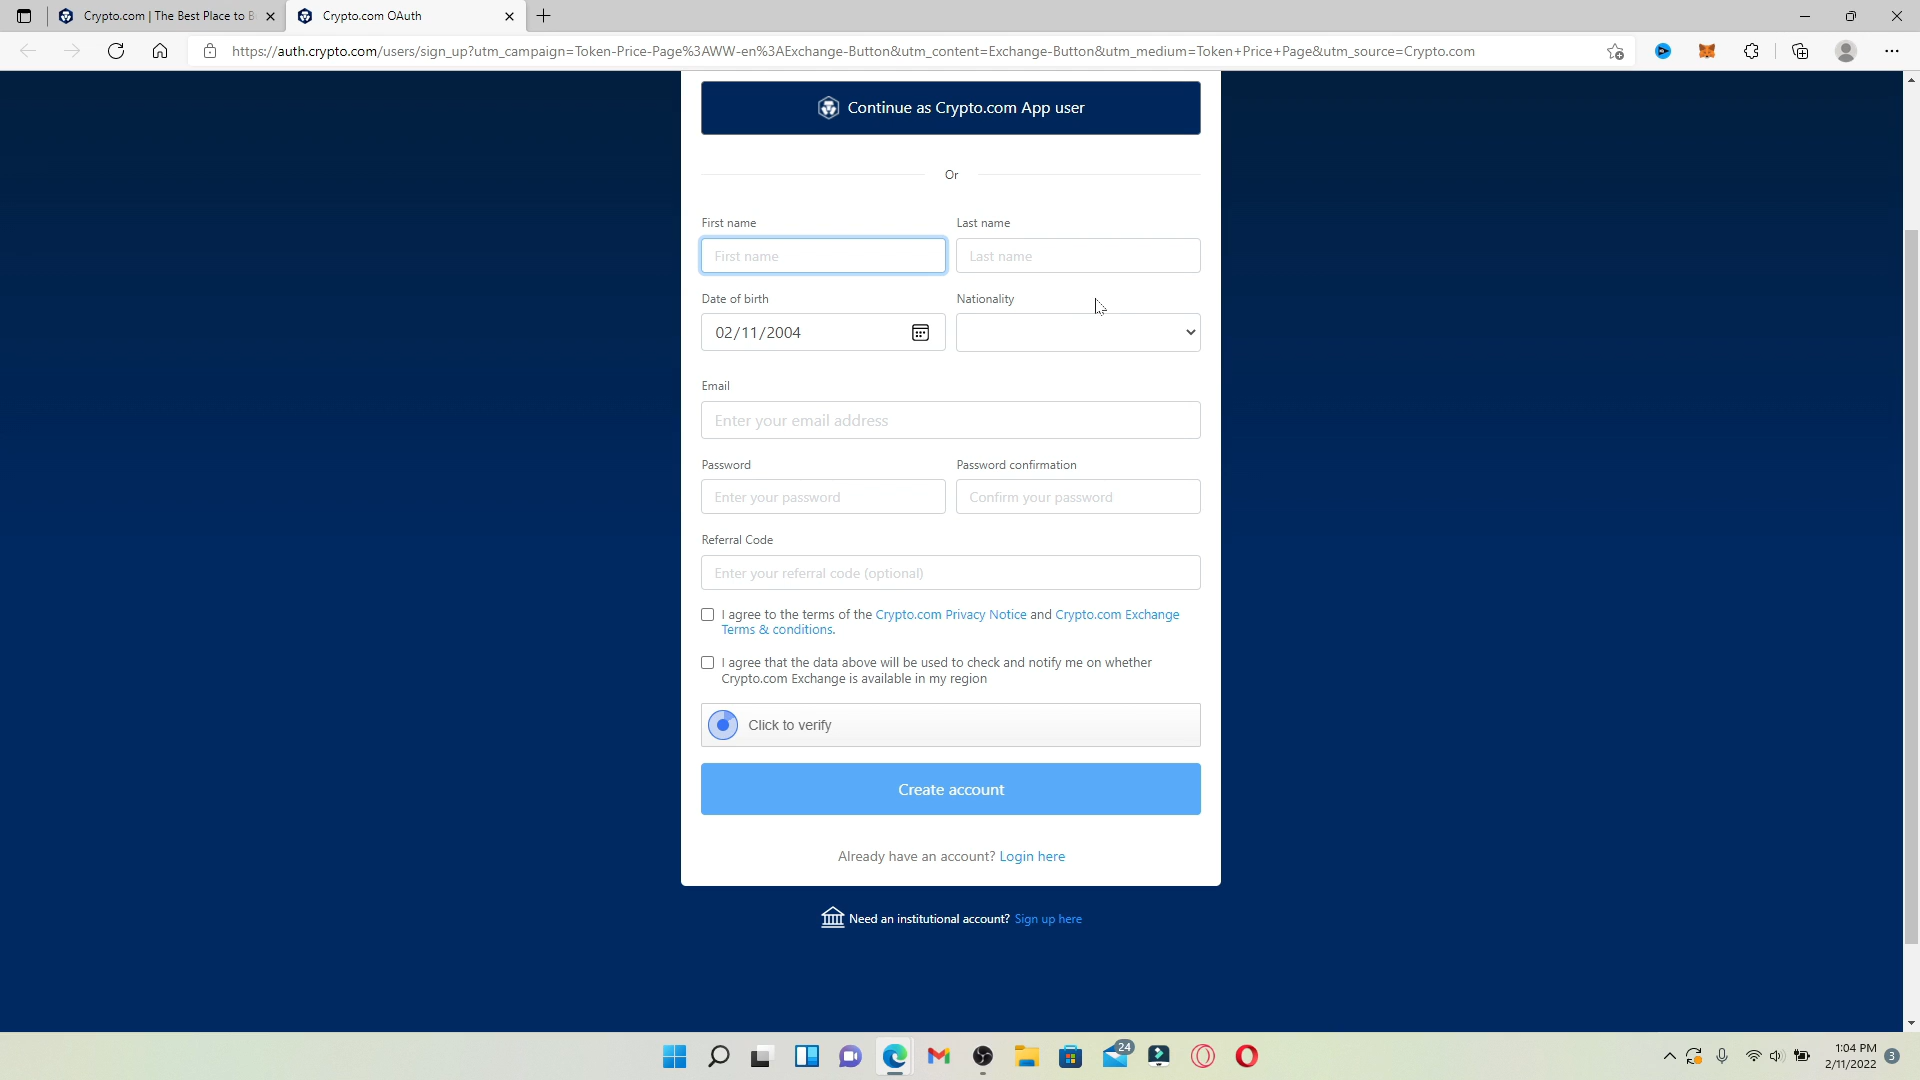 Crypto.com | The Best Place to B
Crypto.com OAuth
https://auth.crypto.com/users/sign_up?utm_campaign=Token-Price-Page%3AWW-en%3AExchange-Button&utm_content=Exchange-Button&utm_medium=Token+Price+Page&utm_source=Crypto.com
Continue as Crypto.com App user
Or
First name
Last name
First name
Last name
Date of birth
Nationality
02/11/2004
Email
Enter your email address
Password
Password confirmation
Enter your password
Confirm your password
Referral Code
Enter your referral code (optional)
I agree to the terms of the Crypto.com Privacy Notice and Crypto.com Exchange
Terms & conditions.
I agree that the data above will be used to check and notify me on whether
Crypto.com Exchange is available in my region
Click to verify
Create account
Already have an account? Login here
Need an institutional account? Sign up here
24
1:04 PM
2/11/2022
3